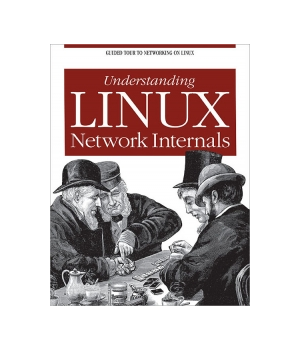 GUIDED TOUR TO NETWORKING ON LINUX
Understanding
LINUX
Network Internals